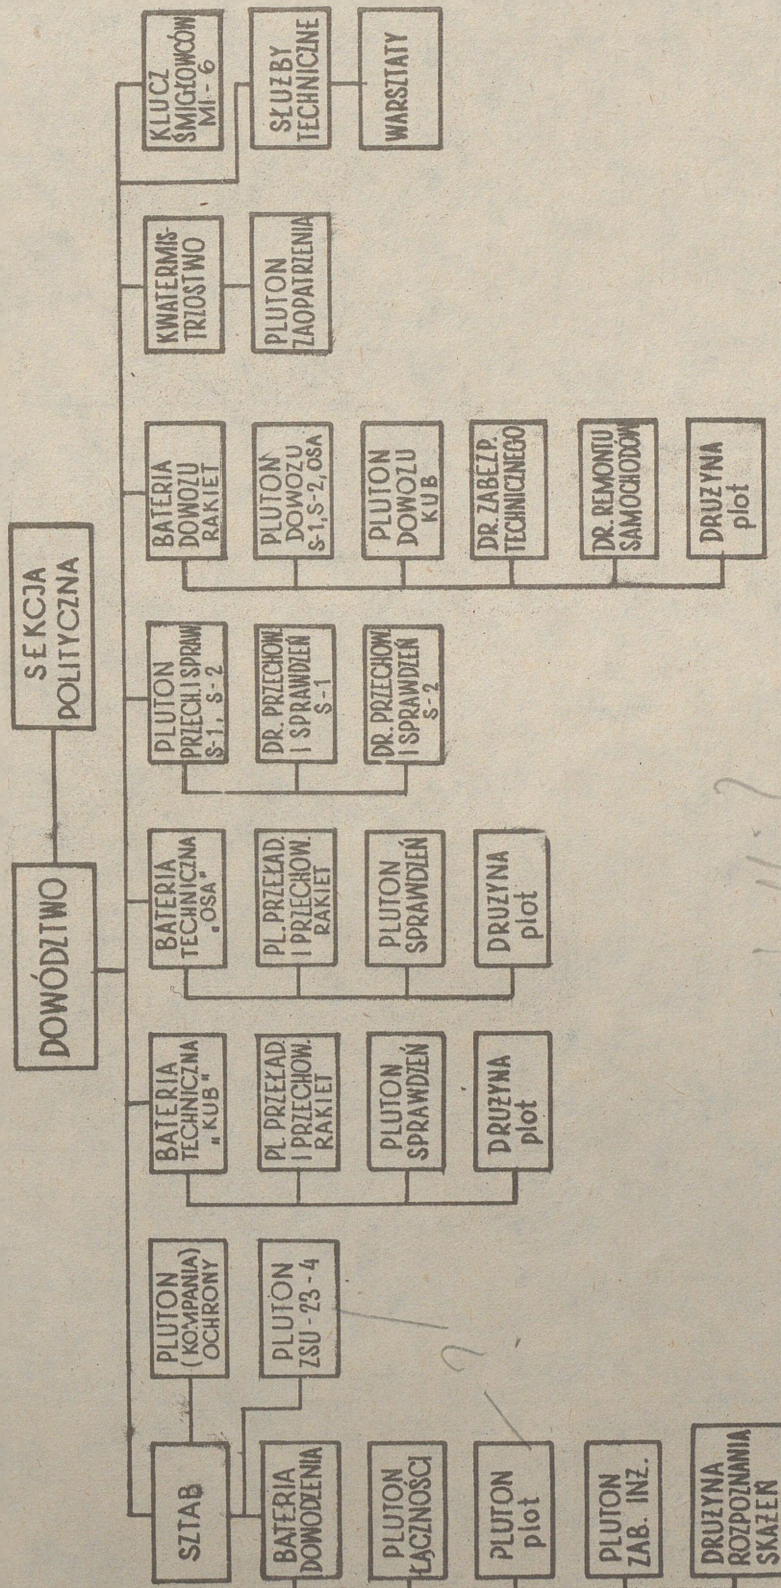 DOWÓDZTWO
SEKCJA
POLITYCZNA
SZTAB
BATERIA
DOWODZENIA
PLUTON
ŁĄCZNOŚCI
PLUTON
plot
PLUTON
ZAB. INŻ.
DRUŻYNA
ROZPOZNANIA
SKAŻEŃ
PLUTON
(KOMPANIA)
OCHRONY
PLUTON
ZSU-23-4
?
BATERIA
TECHNICZNA
"KUB"
PL. PRZEŁAD.
I PRZECHOW.
RAKIET
PLUTON
SPRAWDZEŃ
DRUŻYNA
plot
BATERIA
TECHNICZNA
"OSA"
PL. PRZEŁAD.
I PRZECHOW.
RAKIET
PLUTON
SPRAWDZEŃ
DRUŻYNA
plot
PLUTON
PRZECH. I SPRAW.
S-1, S-2
DR. PRZECHOW.
I SPRAWDZEŃ
S-1
DR. PRZECHOW.
I SPRAWDZEŃ
S-2
BATERIA
DOWOZU
RAKIET
PLUTON
DOWOZU
S-1, S-2, OSA
PLUTON
DOWOZU
KUB
DR. ZABEZP.
TECHNICZNEGO
DR. REMONTU
SAMOCHODÓW
DRUŻYNA
plot
KWATERMIS-
TRZOSTWO
PLUTON
ZAOPATRZENIA
KLUCZ
ŚMIGŁOWCÓW
MI-6
SŁUŻBY
TECHNICZNE
WARSZTATY